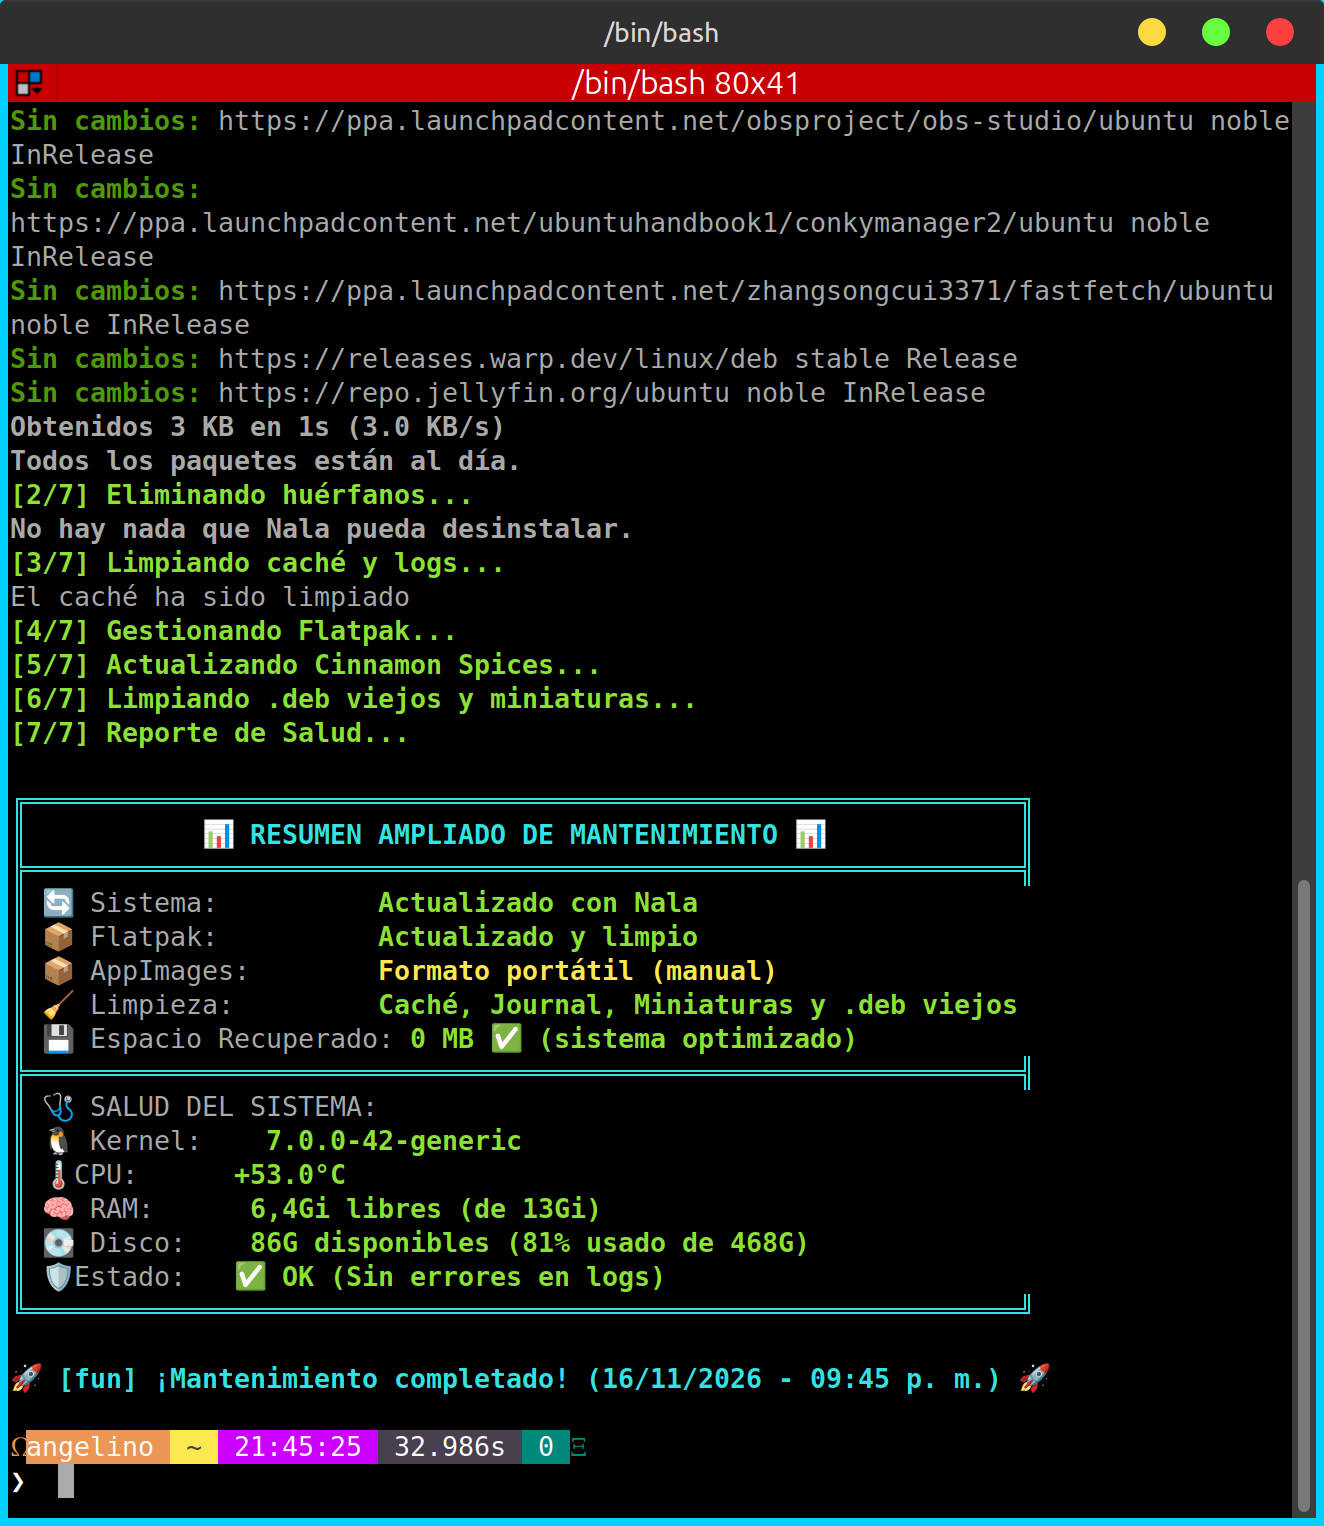 /bin/bash
/bin/bash 80x41
Sin cambios: https://ppa.launchpadcontent.net/obsproject/obs-studio/ubuntu noble
InRelease
Sin cambios:
https://ppa.launchpadcontent.net/ubuntuhandbook1/conkymanager2/ubuntu noble
InRelease
Sin cambios: https://ppa.launchpadcontent.net/zhangsongcui3371/fastfetch/ubuntu
noble InRelease
Sin cambios: https://releases.warp.dev/linux/deb stable Release
Sin cambios: https://repo.jellyfin.org/ubuntu noble InRelease
Obtenidos 3 KB en 1s (3.0 KB/s)
Todos los paquetes están al día.
[2/7] Eliminando huérfanos...
No hay nada que Nala pueda desinstalar.
[3/7] Limpiando caché y logs...
El caché ha sido limpiado
[4/7] Gestionando Flatpak...
[5/7] Actualizando Cinnamon Spices...
[6/7] Limpiando .deb viejos y miniaturas...
[7/7] Reporte de Salud...
📊 RESUMEN AMPLIADO DE MANTENIMIENTO 📊
🔄 Sistema: Actualizado con Nala
📦 Flatpak: Actualizado y limpio
📦 AppImages: Formato portátil (manual)
🧹 Limpieza: Caché, Journal, Miniaturas y .deb viejos
💾 Espacio Recuperado: 0 MB ✅ (sistema optimizado)
🩺 SALUD DEL SISTEMA:
🐧 Kernel: 7.0.0-42-generic
🌡️CPU: +53.0°C
🧠 RAM: 6,4Gi libres (de 13Gi)
💽 Disco: 86G disponibles (81% usado de 468G)
🛡️Estado: ✅ OK (Sin errores en logs)
🚀 [fun] ¡Mantenimiento completado! (16/11/2026 - 09:45 p. m.) 🚀
Ωangelino ~ 21:45:25 32.986s 0
❯